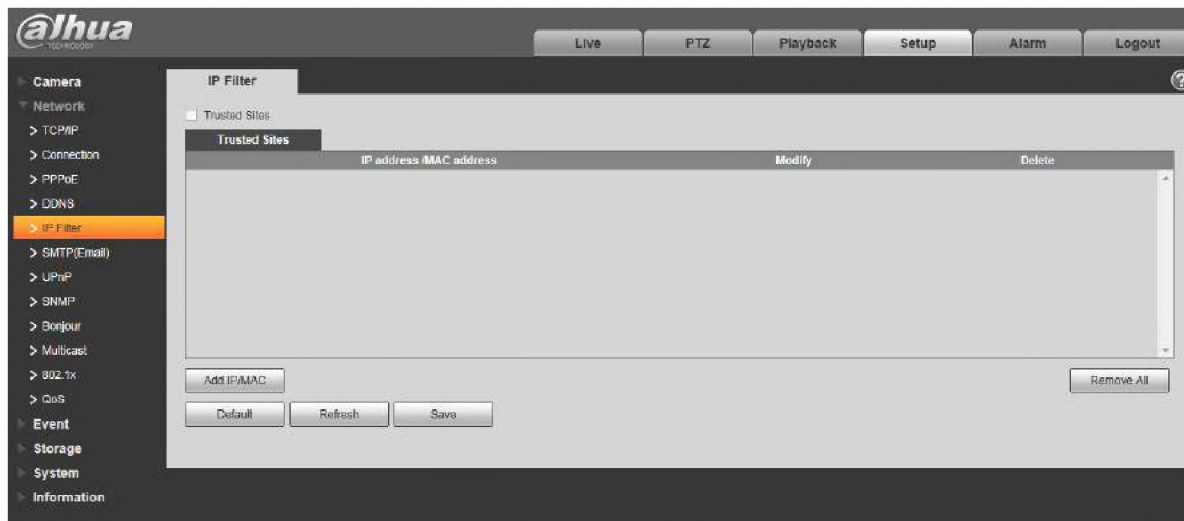 alhua
TECHNOLOGY
Live
PTZ
Playback
Setup
Alarm
Logout
Camera
Network
> TCP/IP
> Connection
> PPPoE
> DDNS
> IP Filter
> SMTP(Email)
> UPnP
> SNMP
> Bonjour
> Multicast
> 802.1x
> QoS
Event
Storage
System
Information
IP Filter
?
Trusted Sites
Trusted Sites
IP address /MAC address
Modify
Delete
Add IP/MAC
Remove All
Default
Refresh
Save